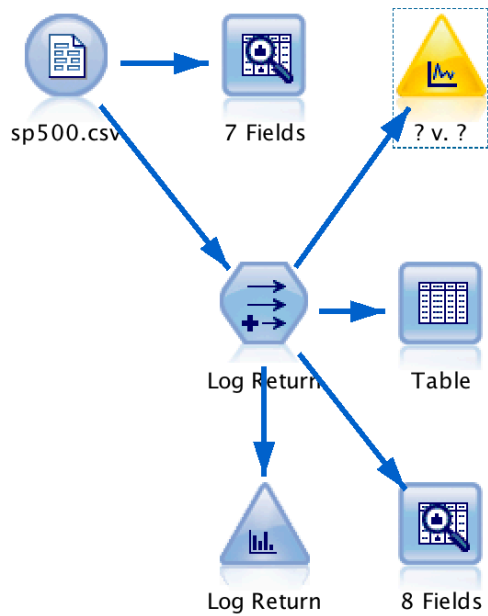 sp500.csv
7 Fields
? v. ?
Log Return
Table
Log Return
8 Fields